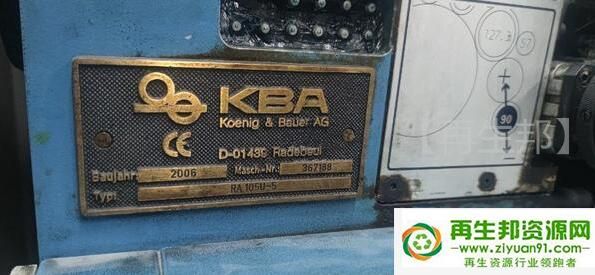 KBA
Koenig & Bauer AG
CE
D-01439 Radebeul
Baujahr 2006 Masch-Nr. 367188
Typ RA 105U-5
127.3
57
90
【再生邦】
再生邦资源网
www.ziyuan91.com
再生资源行业领跑者